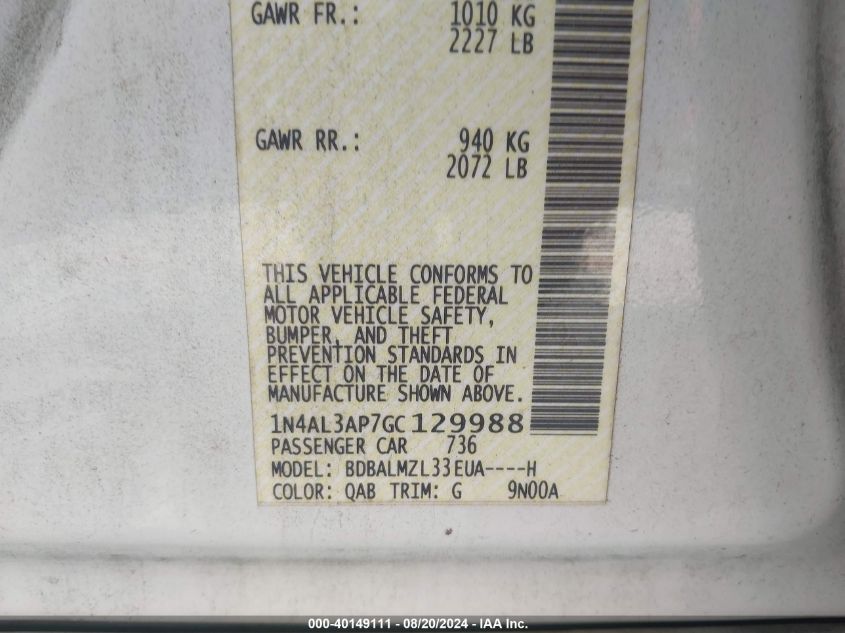 GAWR FR.: 1010 KG
2227 LB
GAWR RR.: 940 KG
2072 LB
THIS VEHICLE CONFORMS TO
ALL APPLICABLE FEDERAL
MOTOR VEHICLE SAFETY,
BUMPER, AND THEFT
PREVENTION STANDARDS IN
EFFECT ON THE DATE OF
MANUFACTURE SHOWN ABOVE.
1N4AL3AP7GC129988
PASSENGER CAR 736
MODEL: BDBALMZL33EUA----H
COLOR: QAB TRIM: G 9N00A
000-40149111 - 08/20/2024 - IAA Inc.